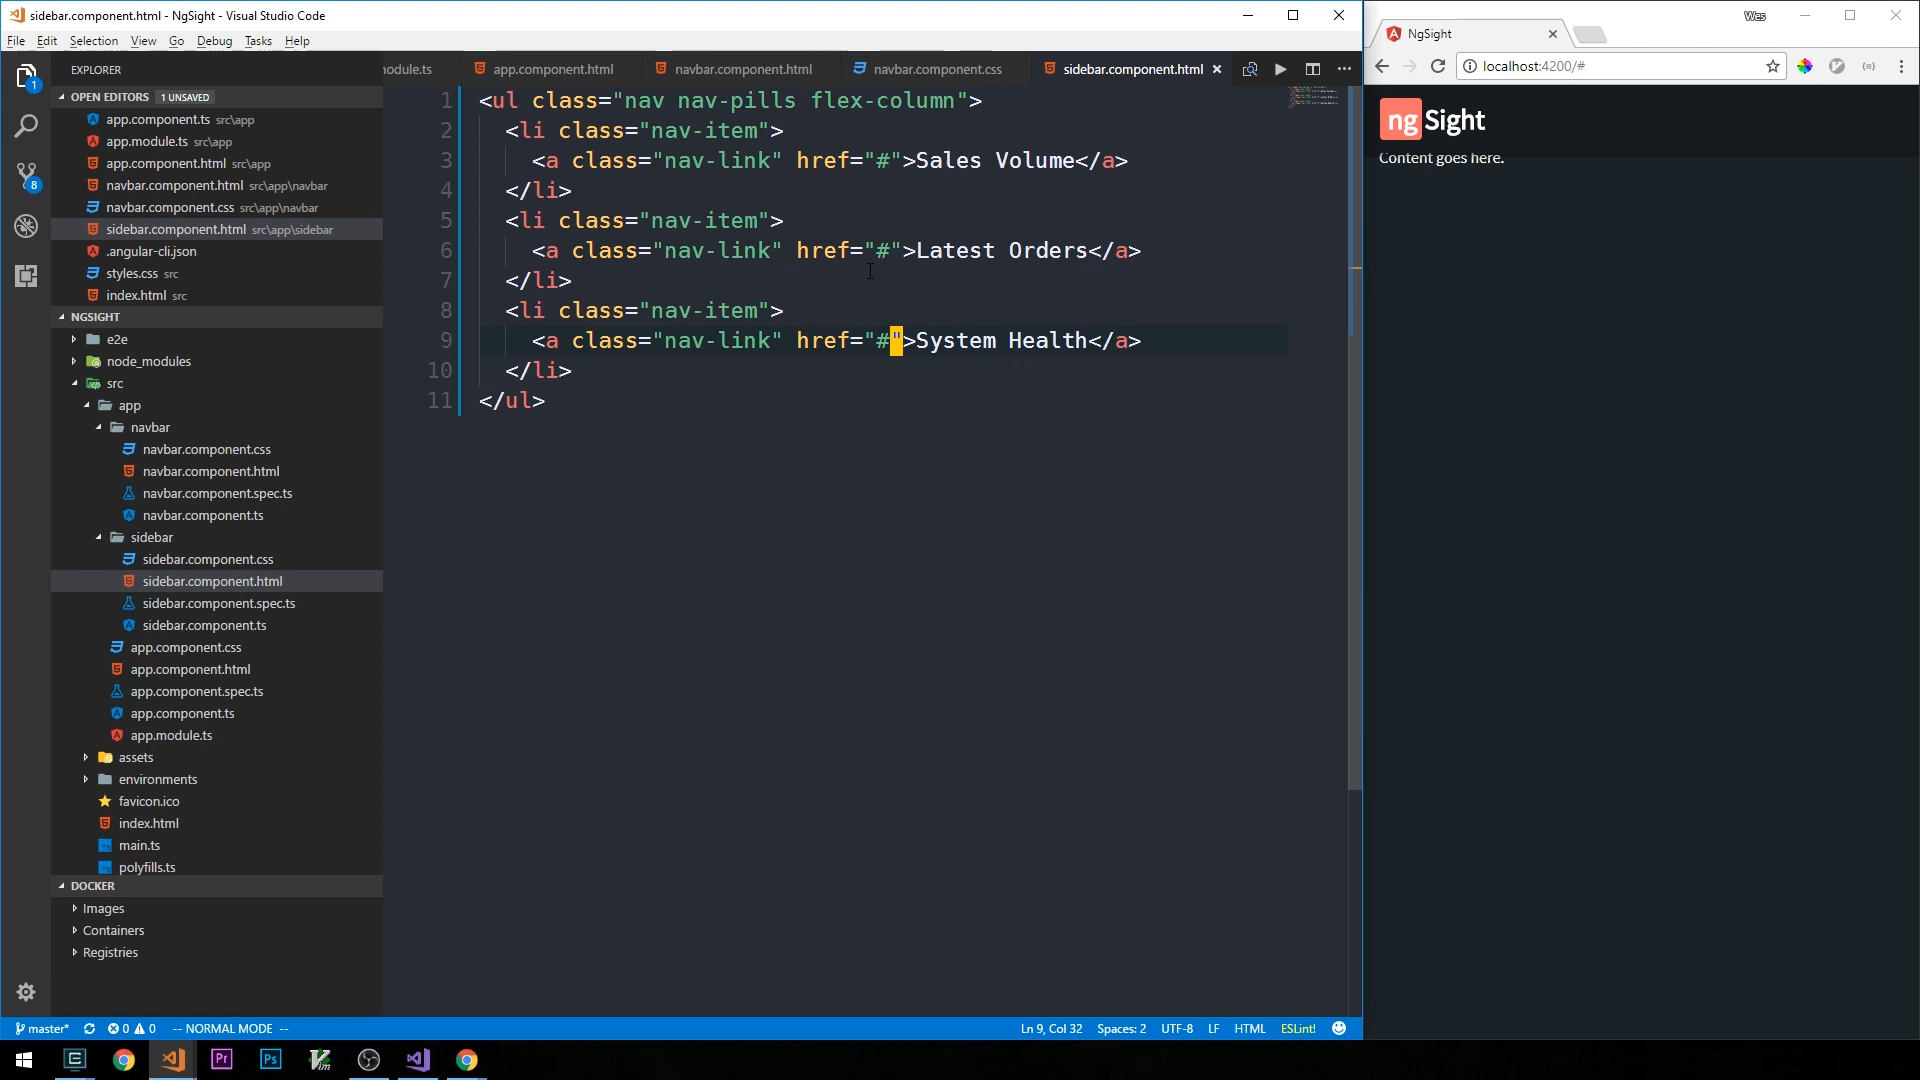 sidebar.component.html - NgSight - Visual Studio Code
File Edit Selection View Go Debug Tasks Help
EXPLORER
OPEN EDITORS 1 UNSAVED
app.component.ts src\app
app.module.ts src\app
app.component.html src\app
navbar.component.html src\app\navbar
navbar.component.css src\app\navbar
sidebar.component.html src\app\sidebar
.angular-cli.json
styles.css src
index.html src
NGSIGHT
e2e
node_modules
src
app
navbar
navbar.component.css
navbar.component.html
navbar.component.spec.ts
navbar.component.ts
sidebar
sidebar.component.css
sidebar.component.html
sidebar.component.spec.ts
sidebar.component.ts
app.component.css
app.component.html
app.component.spec.ts
app.component.ts
app.module.ts
assets
environments
favicon.ico
index.html
main.ts
polyfills.ts
DOCKER
Images
Containers
Registries
1
8
odule.ts app.component.html navbar.component.html navbar.component.css sidebar.component.html
1 <ul class="nav nav-pills flex-column">
2 <li class="nav-item">
3 <a class="nav-link" href="#">Sales Volume</a>
4 </li>
5 <li class="nav-item">
6 <a class="nav-link" href="#">Latest Orders</a>
7 </li>
8 <li class="nav-item">
9 <a class="nav-link" href="#">System Health</a>
10 </li>
11 </ul>
master* 0 0 -- NORMAL MODE -- Ln 9, Col 32 Spaces: 2 UTF-8 LF HTML ESLint!
Wes
NgSight
localhost:4200/#
ng Sight
Content goes here.
Pr Ps Vim